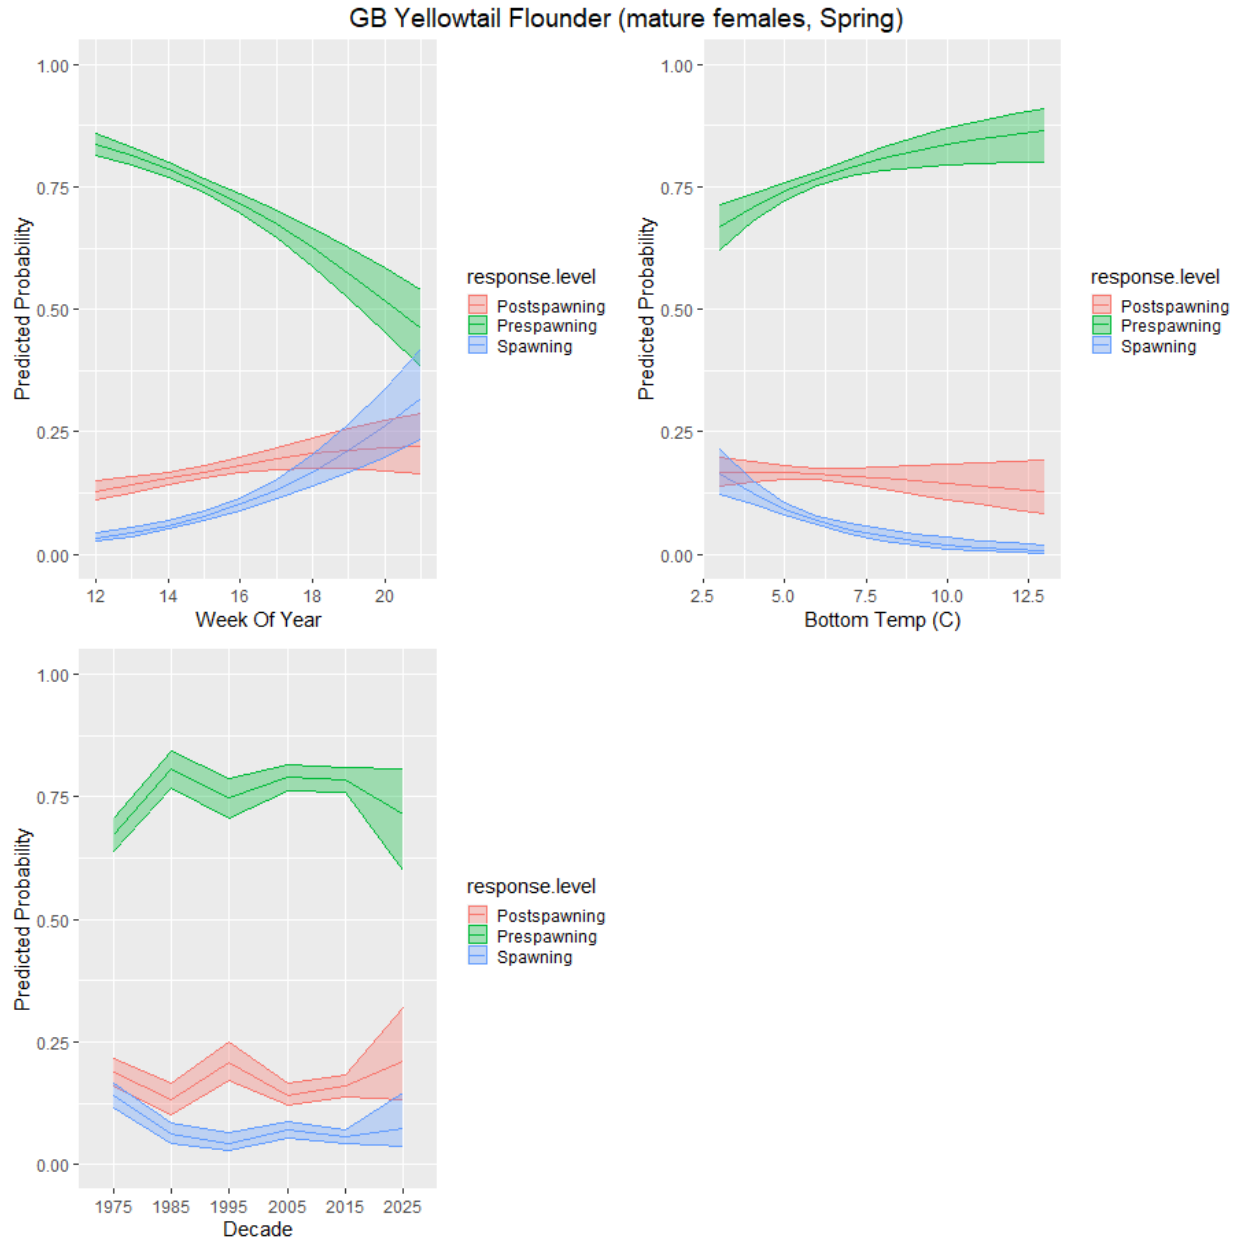 GB Yellowtail Flounder (mature females, Spring)
1.00
0.75
0.50
0.25
0.00
Predicted Probability
12 14 16 18 20
Week Of Year
response.level
Postspawning
Prespawning
Spawning
1.00
0.75
0.50
0.25
0.00
Predicted Probability
2.5 5.0 7.5 10.0 12.5
Bottom Temp (C)
response.level
Postspawning
Prespawning
Spawning
1.00
0.75
0.50
0.25
0.00
Predicted Probability
1975 1985 1995 2005 2015 2025
Decade
response.level
Postspawning
Prespawning
Spawning